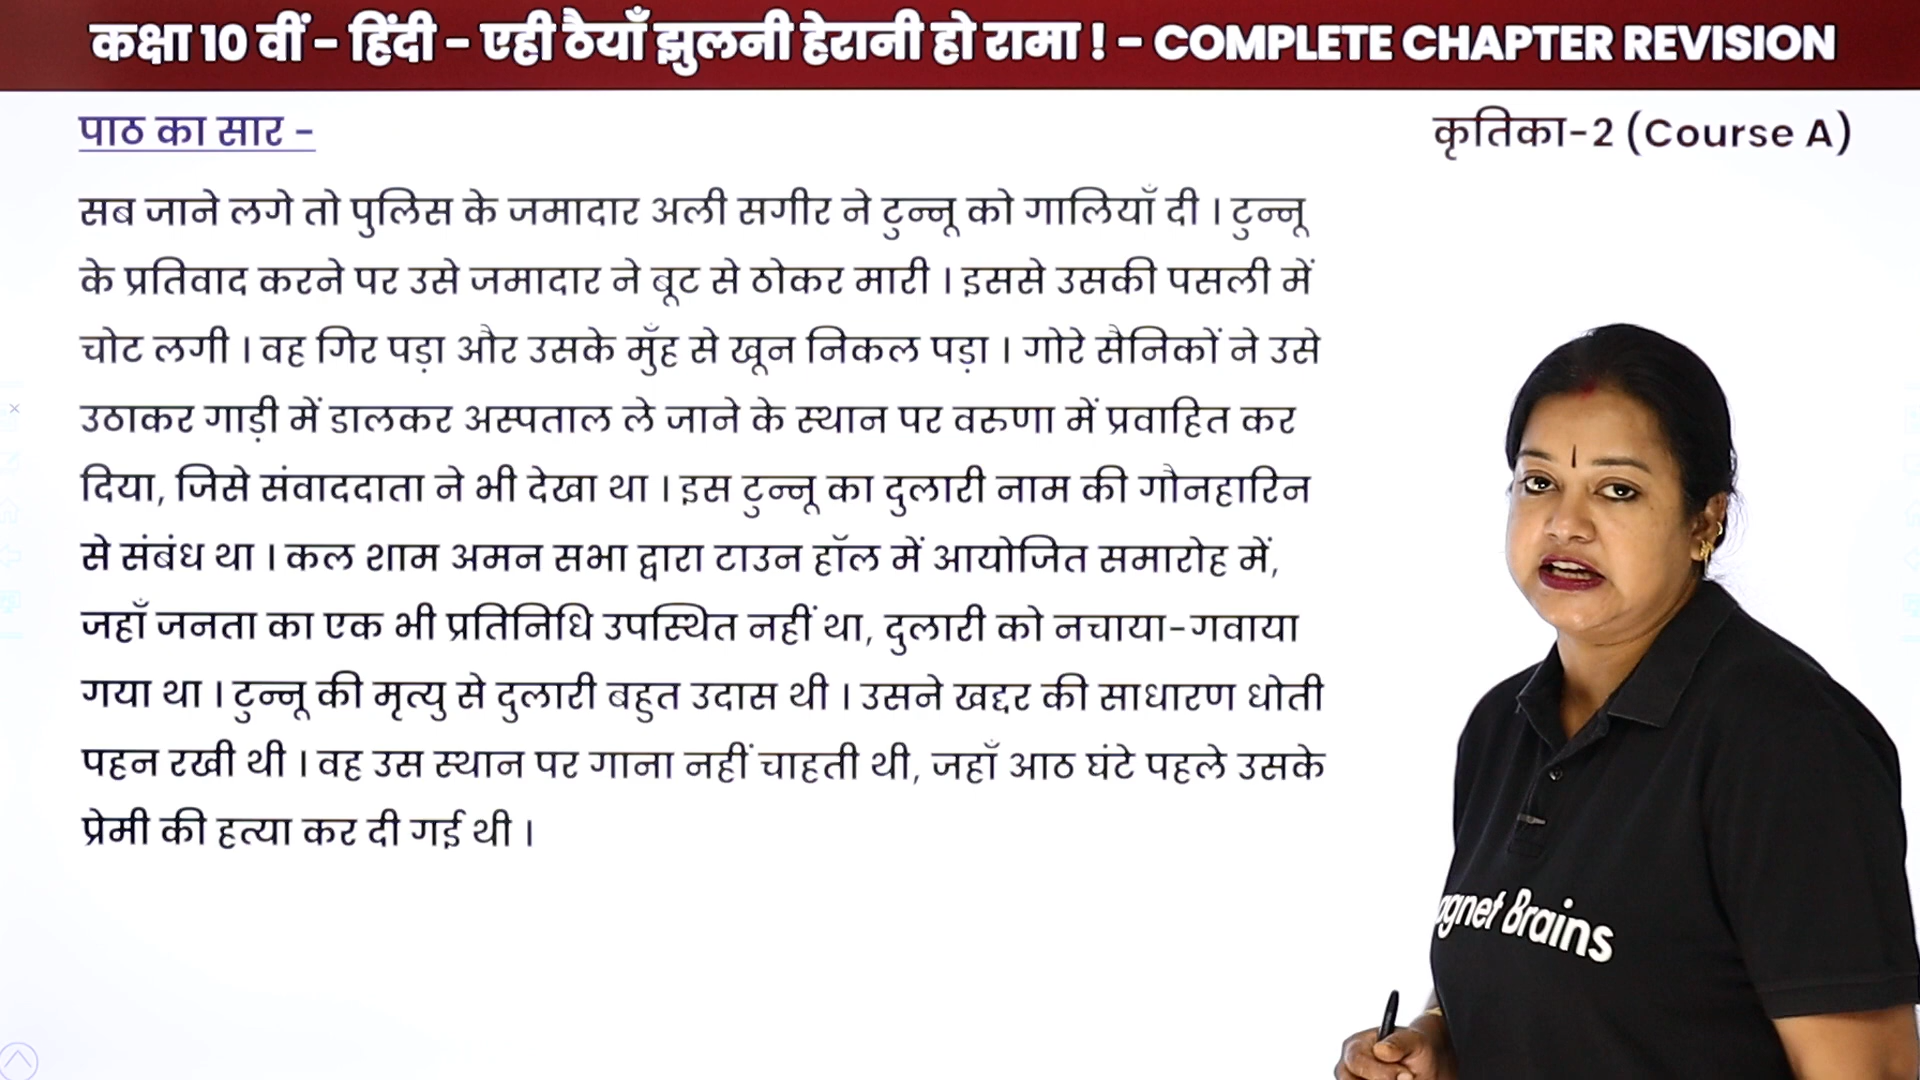 कक्षा 10 वीं - हिंदी - एही ठैयाँ झुलनी हेरानी हो रामा ! - COMPLETE CHAPTER REVISION
पाठ का सार -
कृतिका-2 (Course A)
सब जाने लगे तो पुलिस के जमादार अली सगीर ने टुन्नू को गालियाँ दी । टुन्नू
के प्रतिवाद करने पर उसे जमादार ने बूट से ठोकर मारी । इससे उसकी पसली में
चोट लगी । वह गिर पड़ा और उसके मुँह से खून निकल पड़ा । गोरे सैनिकों ने उसे
उठाकर गाड़ी में डालकर अस्पताल ले जाने के स्थान पर वरुणा में प्रवाहित कर
दिया, जिसे संवाददाता ने भी देखा था । इस टुन्नू का दुलारी नाम की गौनहारिन
से संबंध था । कल शाम अमन सभा द्वारा टाउन हॉल में आयोजित समारोह में,
जहाँ जनता का एक भी प्रतिनिधि उपस्थित नहीं था, दुलारी को नचाया-गवाया
गया था । टुन्नू की मृत्यु से दुलारी बहुत उदास थी । उसने खद्दर की साधारण धोती
पहन रखी थी । वह उस स्थान पर गाना नहीं चाहती थी, जहाँ आठ घंटे पहले उसके
प्रेमी की हत्या कर दी गई थी ।
agnet Brains